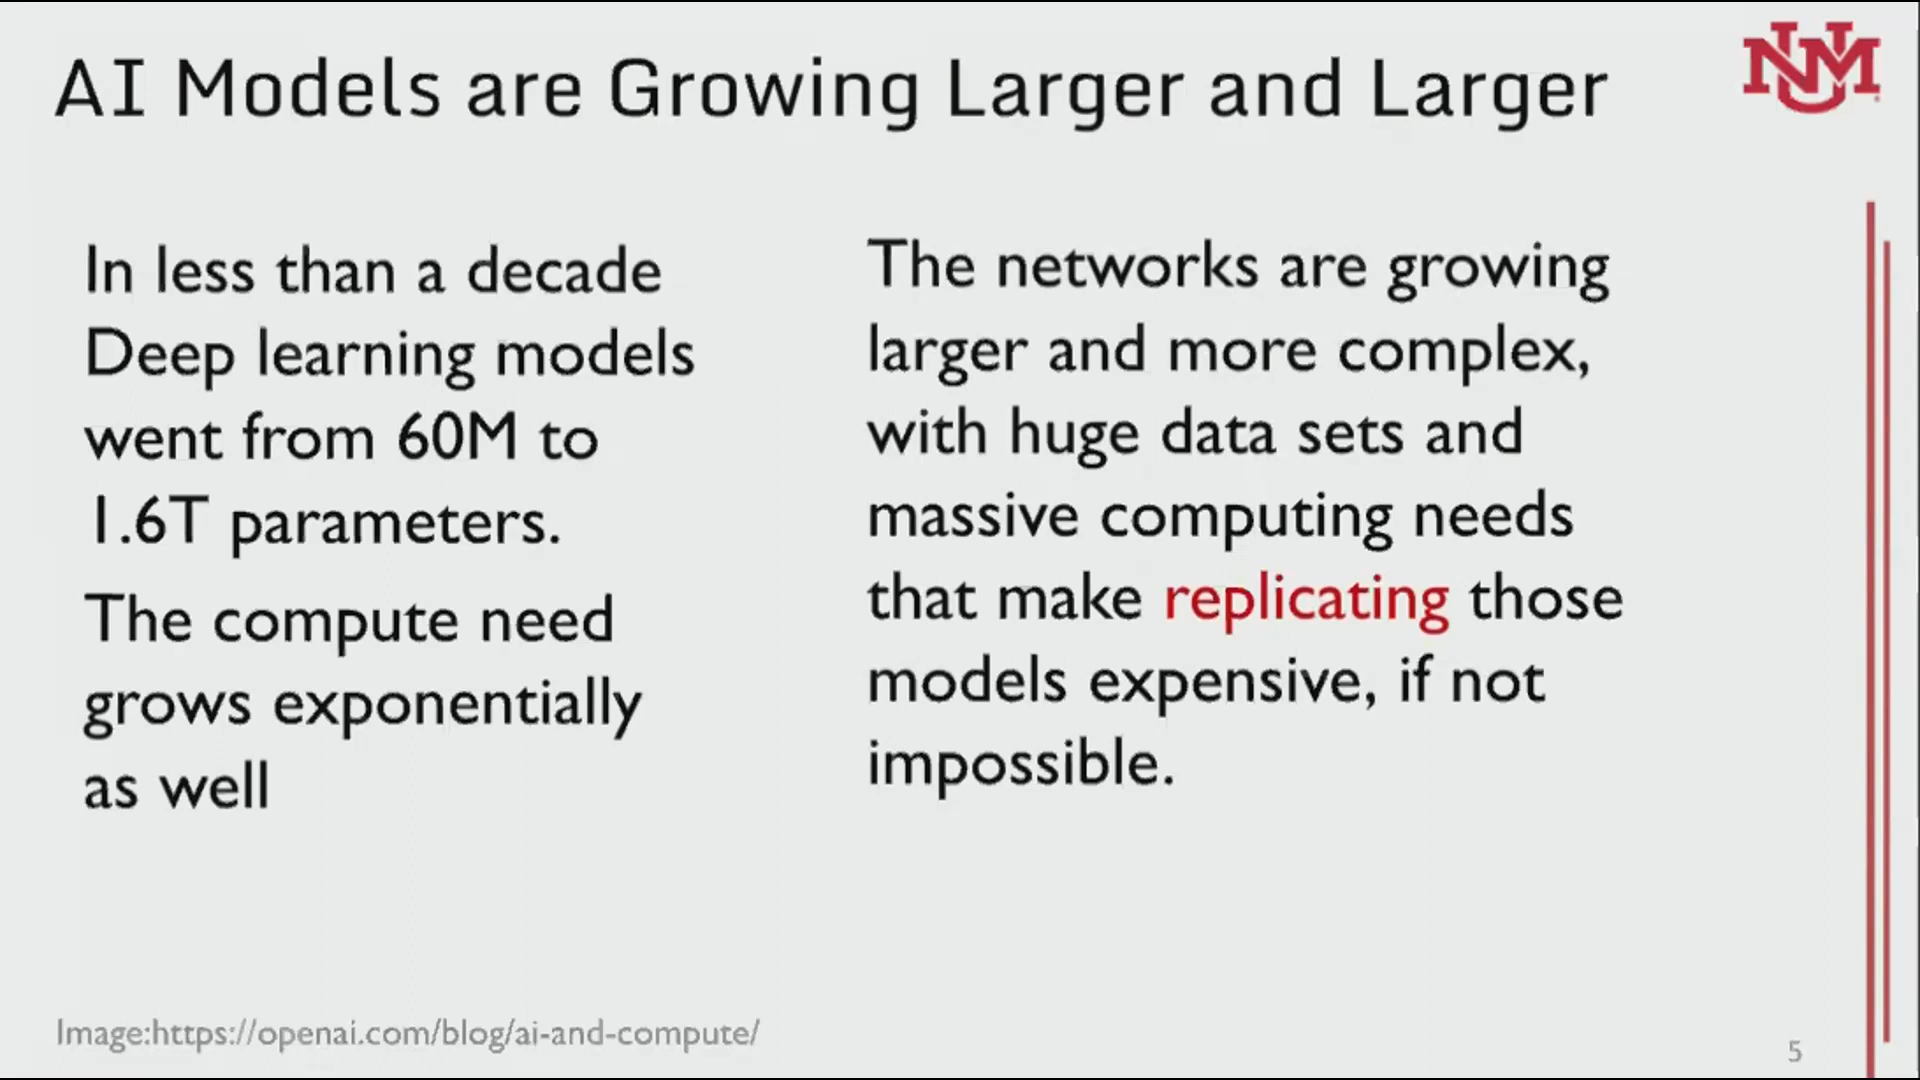 AI Models are Growing Larger and Larger
UNM
In less than a decade
Deep learning models
went from 60M to
1.6T parameters.
The compute need
grows exponentially
as well
The networks are growing
larger and more complex,
with huge data sets and
massive computing needs
that make replicating those
models expensive, if not
impossible.
Image:https://openai.com/blog/ai-and-compute/
5